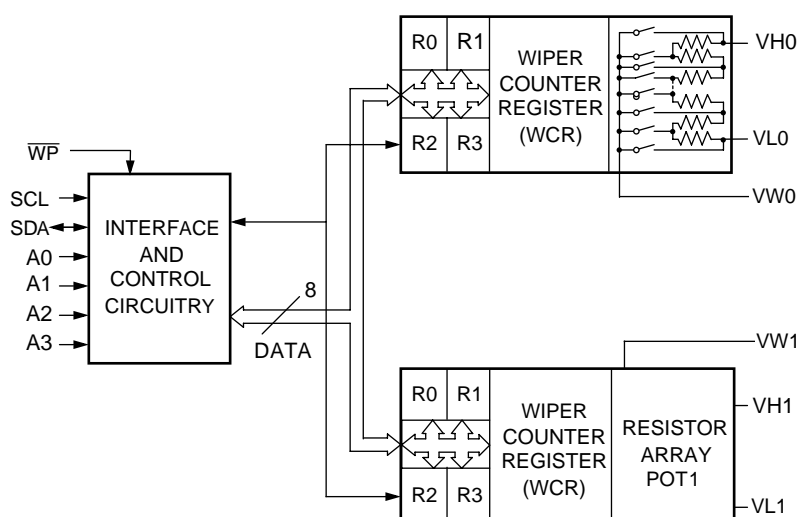 R0 R1
WIPER
COUNTER
REGISTER
(WCR)
R2 R3
VH0
VL0
VW0
WP
SCL
SDA
A0
A1
A2
A3
INTERFACE
AND
CONTROL
CIRCUITRY
8
DATA
VW1
R0 R1
WIPER
COUNTER
REGISTER
(WCR)
R2 R3
RESISTOR
ARRAY
POT1
VH1
VL1